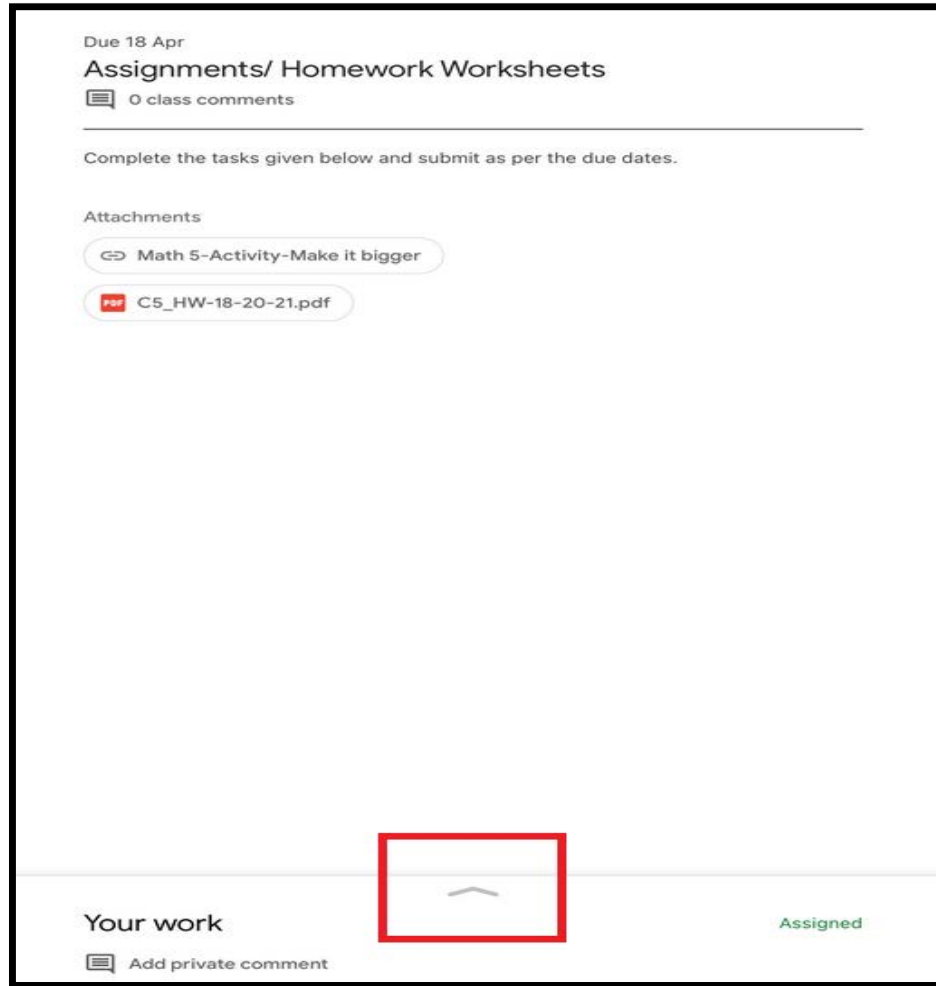 Due 18 Apr
Assignments/ Homework Worksheets
0 class comments
Complete the tasks given below and submit as per the due dates.
Attachments
Math 5-Activity-Make it bigger
PDF C5_HW-18-20-21.pdf
Your work
Assigned
Add private comment